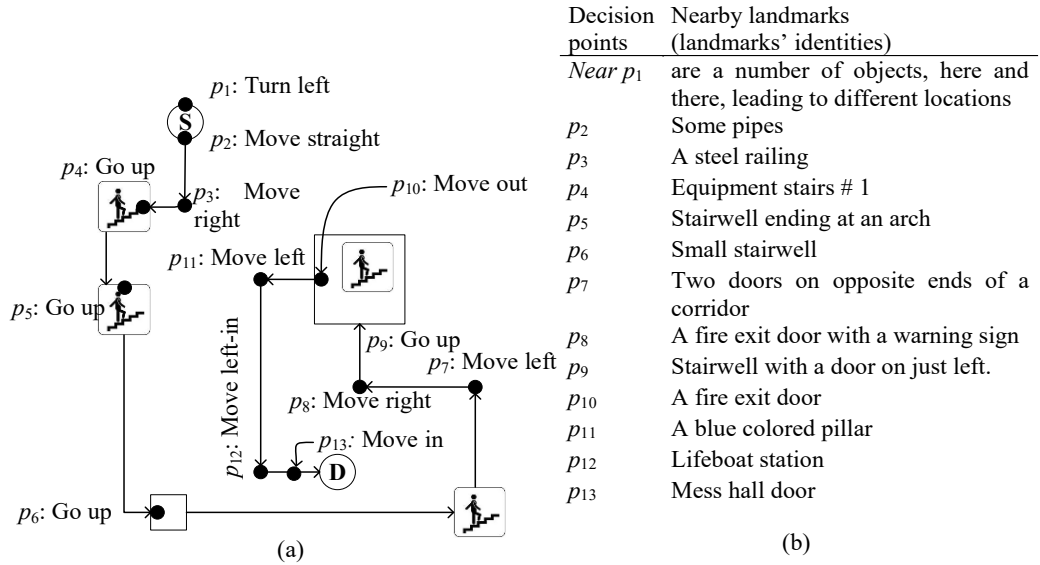 p1: Turn left
S
p2: Move straight
p4: Go up
p3: Move
right
p10: Move out
p11: Move left
p5: Go up
p9: Go up
p7: Move left
p8: Move right
p12: Move left-in
p13: Move in
D
p6: Go up
(a)
Decision Nearby landmarks
points (landmarks’ identities)
Near p1 are a number of objects, here and
there, leading to different locations
p2 Some pipes
p3 A steel railing
p4 Equipment stairs # 1
p5 Stairwell ending at an arch
p6 Small stairwell
p7 Two doors on opposite ends of a
corridor
p8 A fire exit door with a warning sign
p9 Stairwell with a door on just left.
p10 A fire exit door
p11 A blue colored pillar
p12 Lifeboat station
p13 Mess hall door
(b)